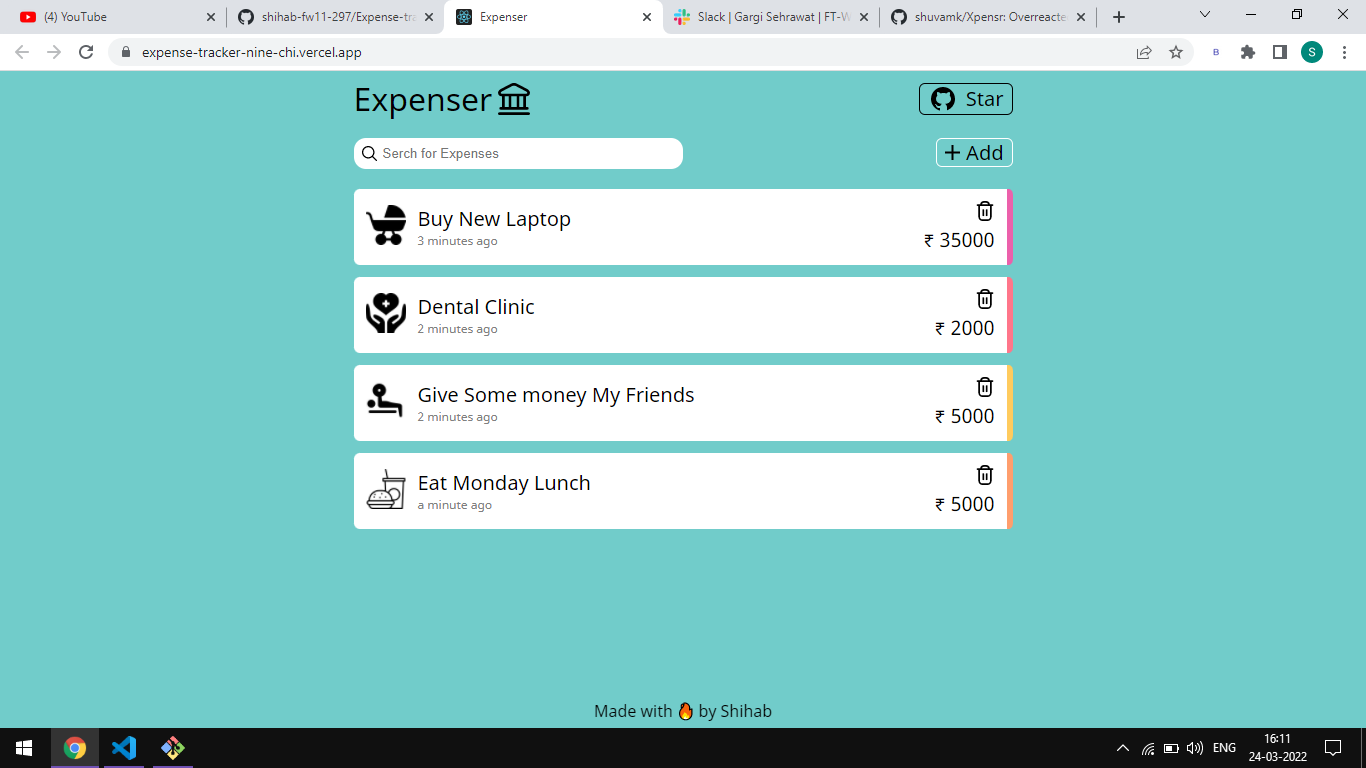 (4) YouTube
shihab-fw11-297/Expense-tra
Expenser
Slack | Gargi Sehrawat | FT-W
shuvamk/Xpensr: Overreacte
expense-tracker-nine-chi.vercel.app
B
S
Expenser
Star
Serch for Expenses
+ Add
Buy New Laptop
3 minutes ago
₹ 35000
Dental Clinic
2 minutes ago
₹ 2000
Give Some money My Friends
2 minutes ago
₹ 5000
Eat Monday Lunch
a minute ago
₹ 5000
Made with 🔥 by Shihab
ENG
16:11
24-03-2022